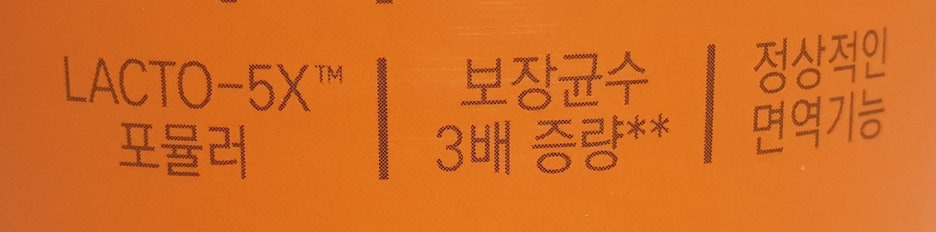 LACTO-5X™
포뮬러
보장균수
3배 증량**
정상적인
면역기능